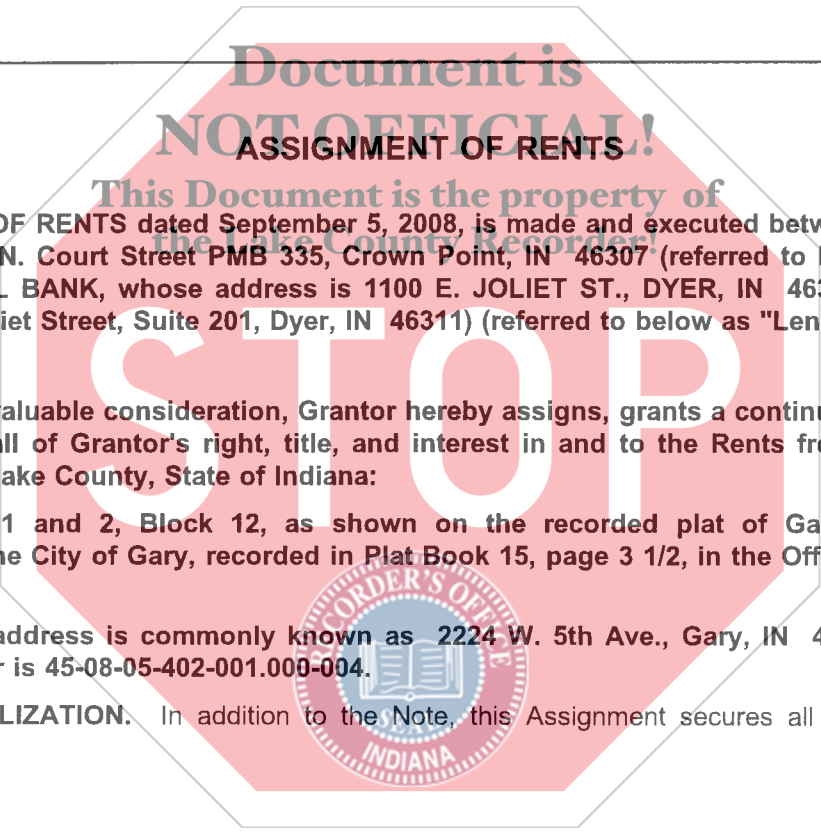 Document is
NOT OFFICIAL!
ASSIGNMENT OF RENTS
This Document is the property of
the Lake County Recorder!
OF RENTS dated September 5, 2008, is made and executed betw
N. Court Street PMB 335, Crown Point, IN 46307 (referred to
BANK, whose address is 1100 E. JOLIET ST., DYER, IN 463
iet Street, Suite 201, Dyer, IN 46311) (referred to below as "Len
STOP
aluable consideration, Grantor hereby assigns, grants a continu
all of Grantor's right, title, and interest in and to the Rents fr
ake County, State of Indiana:
1 and 2, Block 12, as shown on the recorded plat of Ga
he City of Gary, recorded in Plat Book 15, page 3 1/2, in the Off
address is commonly known as 2224 W. 5th Ave., Gary, IN 4
r is 45-08-05-402-001.000-004.
LIZATION. In addition to the Note, this Assignment secures all
RECORDER'S OFFICE
SEAL
INDIANA